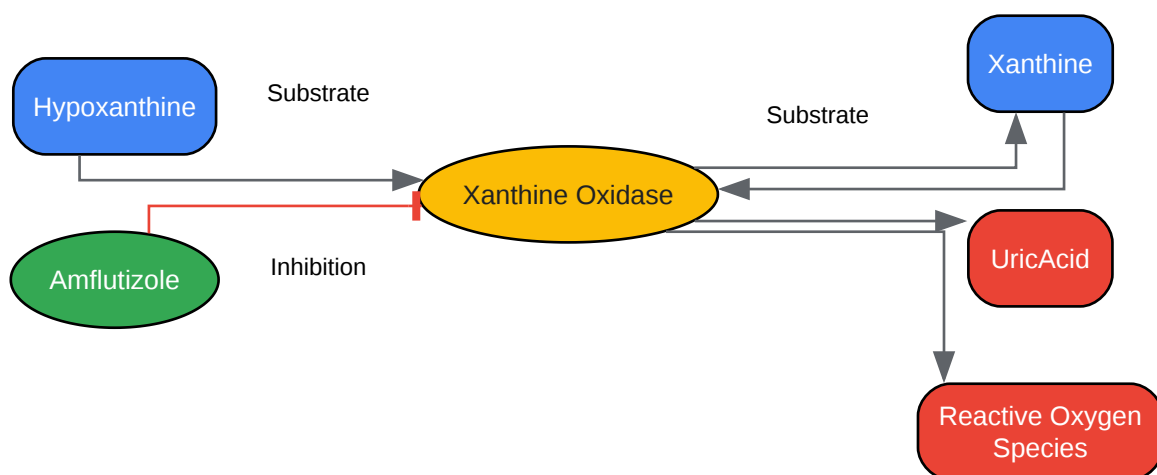 Xanthine
Hypoxanthine
Substrate
Substrate
Xanthine Oxidase
Amflutizole
Inhibition
UricAcid
Reactive Oxygen
Species